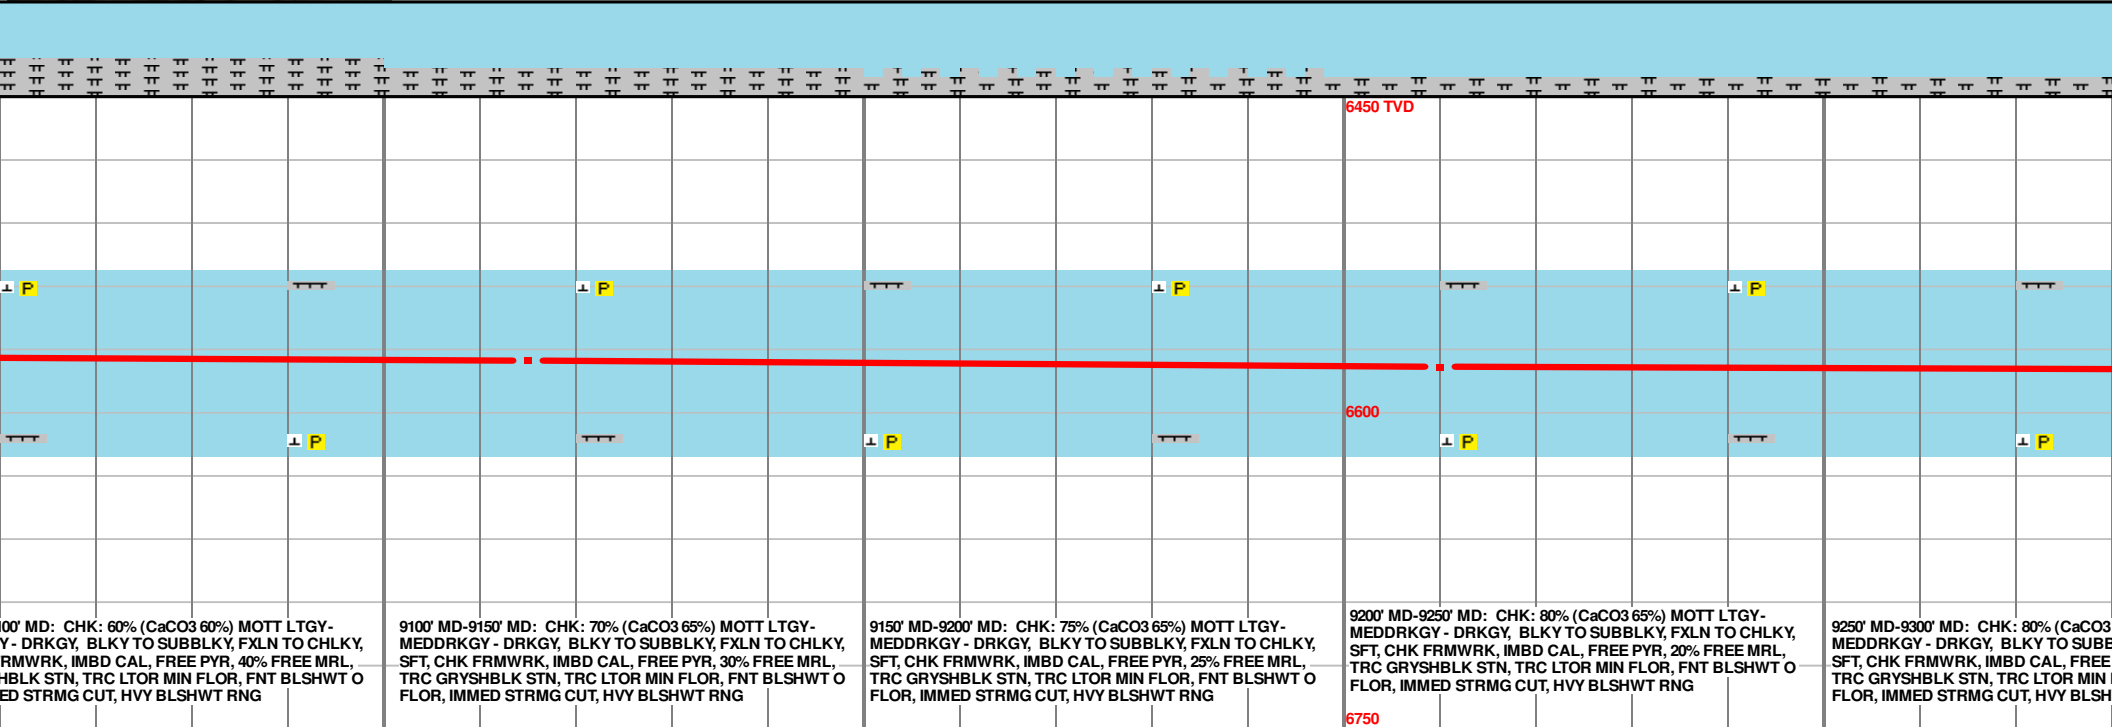 6450 TVD
P
P
P
P
6600
P
P
P
P
00' MD: CHK: 60% (CaCO3 60%) MOTT LTGY-
Y - DRKGY, BLKY TO SUBBLKY, FXLN TO CHLKY,
RMWRK, IMBD CAL, FREE PYR, 40% FREE MRL,
HBLK STN, TRC LTOR MIN FLOR, FNT BLSHWT O
ED STRMG CUT, HVY BLSHWT RNG
9100' MD-9150' MD: CHK: 70% (CaCO3 65%) MOTT LTGY-
MEDDRKGY - DRKGY, BLKY TO SUBBLKY, FXLN TO CHLKY,
SFT, CHK FRMWRK, IMBD CAL, FREE PYR, 30% FREE MRL,
TRC GRYSHBLK STN, TRC LTOR MIN FLOR, FNT BLSHWT O
FLOR, IMMED STRMG CUT, HVY BLSHWT RNG
9150' MD-9200' MD: CHK: 75% (CaCO3 65%) MOTT LTGY-
MEDDRKGY - DRKGY, BLKY TO SUBBLKY, FXLN TO CHLKY,
SFT, CHK FRMWRK, IMBD CAL, FREE PYR, 25% FREE MRL,
TRC GRYSHBLK STN, TRC LTOR MIN FLOR, FNT BLSHWT O
FLOR, IMMED STRMG CUT, HVY BLSHWT RNG
9200' MD-9250' MD: CHK: 80% (CaCO3 65%) MOTT LTGY-
MEDDRKGY - DRKGY, BLKY TO SUBBLKY, FXLN TO CHLKY,
SFT, CHK FRMWRK, IMBD CAL, FREE PYR, 20% FREE MRL,
TRC GRYSHBLK STN, TRC LTOR MIN FLOR, FNT BLSHWT O
FLOR, IMMED STRMG CUT, HVY BLSHWT RNG
9250' MD-9300' MD: CHK: 80% (CaCO3
MEDDRKGY - DRKGY, BLKY TO SUBB
SFT, CHK FRMWRK, IMBD CAL, FREE
TRC GRYSHBLK STN, TRC LTOR MIN
FLOR, IMMED STRMG CUT, HVY BLSH
6750